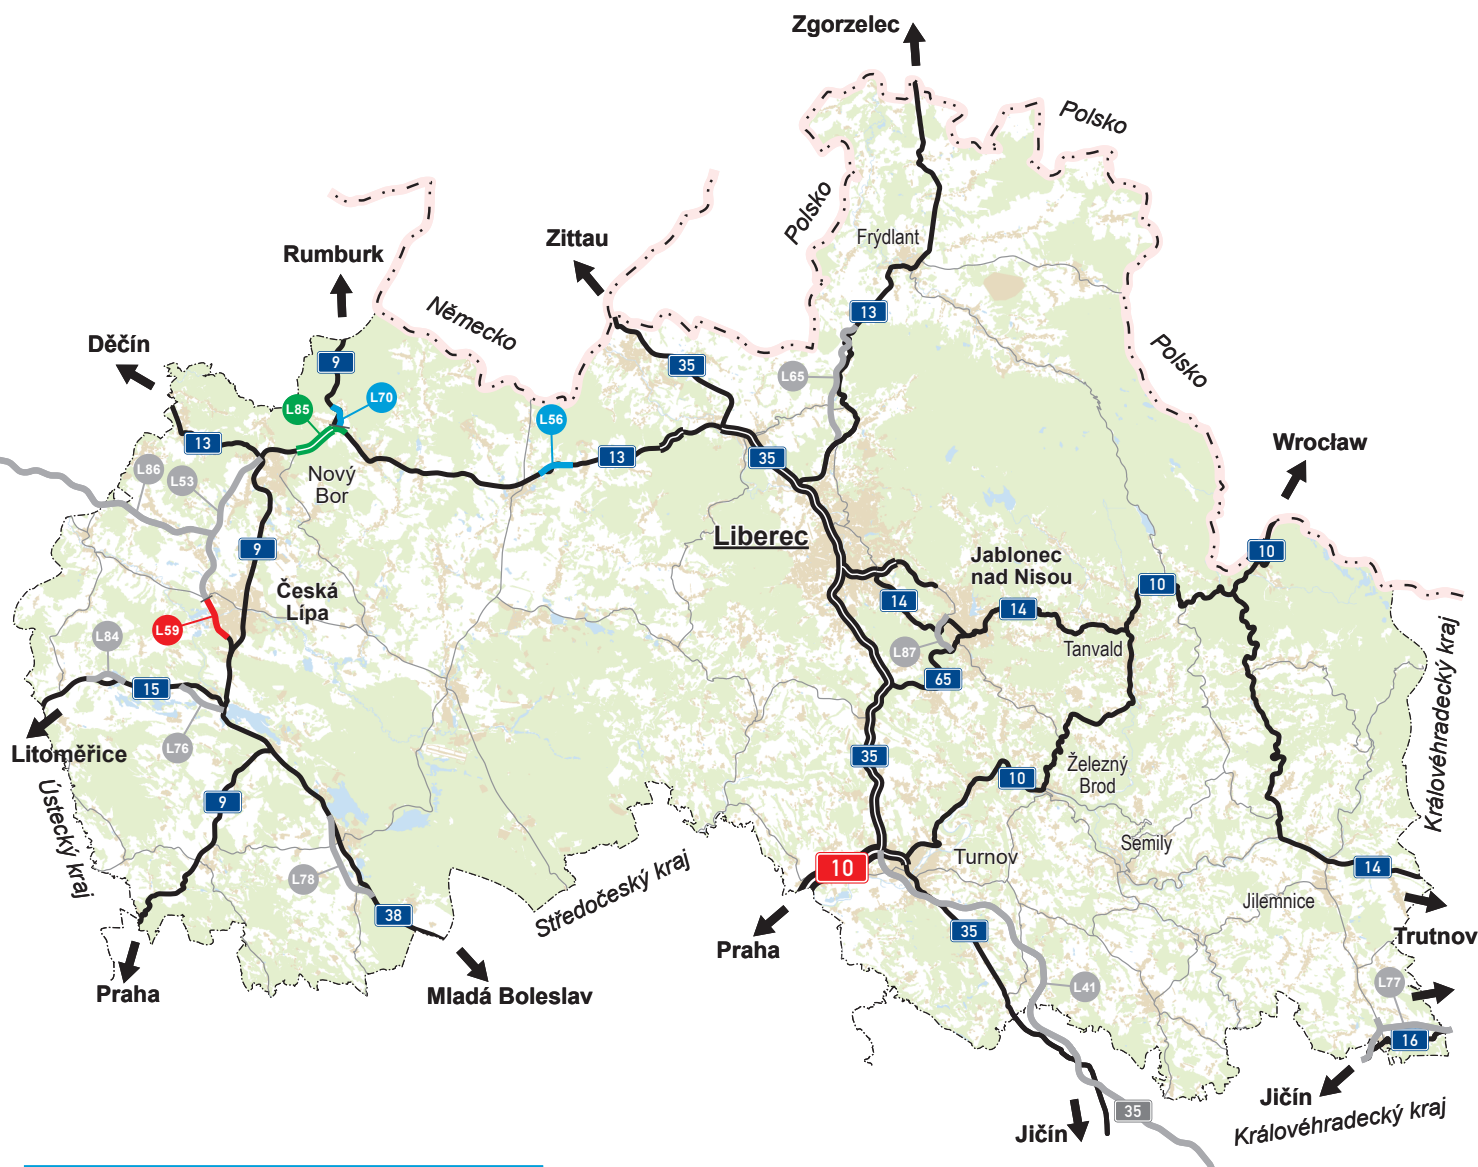 Zgorzelec
Polsko
Polsko
Frýdlant
Zittau
Rumburk
Německo
13
Děčín
9
35
Polsko
L65
L70
L85
L56
13
13
35
Wrocław
L86
L53
Nový
Bor
Liberec
9
10
Jablonec
nad Nisou
10
Česká
Lípa
14
14
L59
L84
L87
Tanvald
Královéhradecký kraj
65
15
Litoměřice
L76
35
Železný
Brod
10
Ústecký kraj
9
Semily
Turnov
10
14
L78
Středočeský kraj
Jilemnice
38
35
Trutnov
Praha
Praha
Mladá Boleslav
L41
L77
16
Jičín
35
Jičín
Královéhradecký kraj